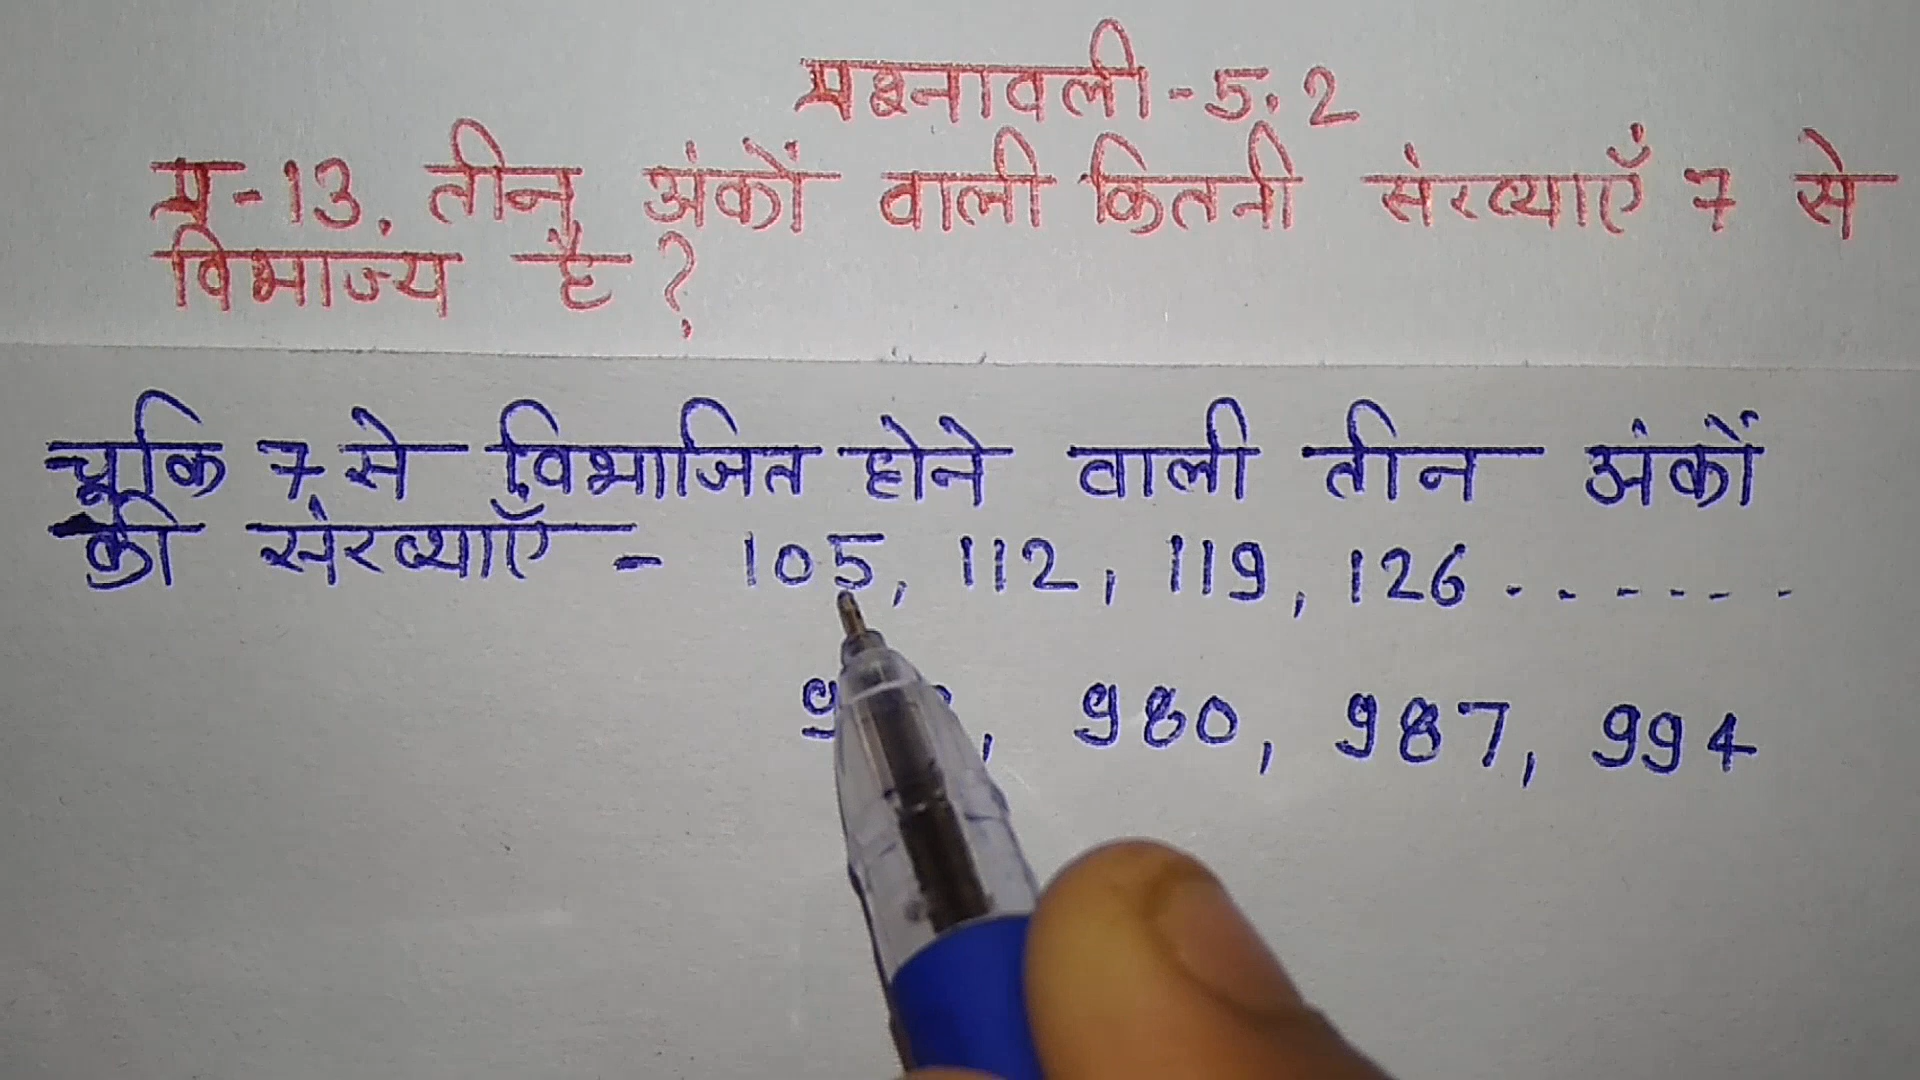 प्रश्नावली-5.2
प्र-13. तीन अंकों वाली कितनी संख्याएँ 7 से
विभाज्य है?
चूकि 7 से विभाजित होने वाली तीन अंकों
की संख्याएँ - 105, 112, 119, 126 . . . . . . .
980, 987, 994